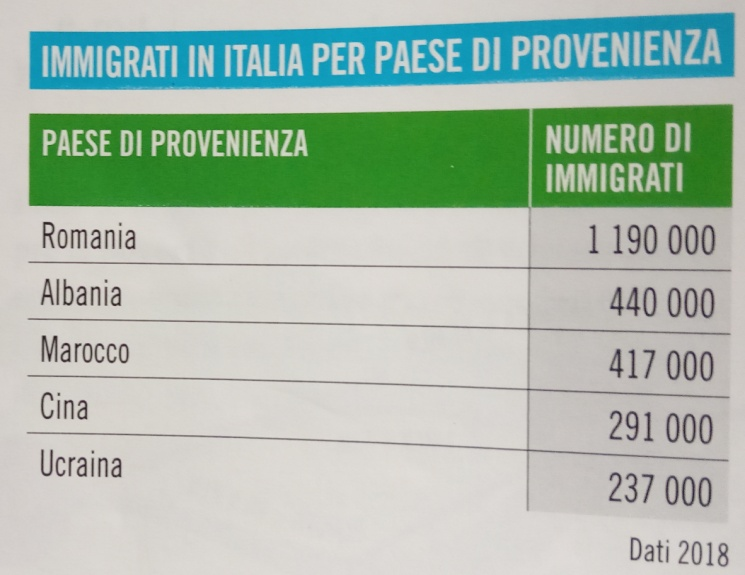 IMMIGRATI IN ITALIA PER PAESE DI PROVENIENZA
PAESE DI PROVENIENZA NUMERO DI
IMMIGRATI
Romania 1 190 000
Albania 440 000
Marocco 417 000
Cina 291 000
Ucraina 237 000
Dati 2018